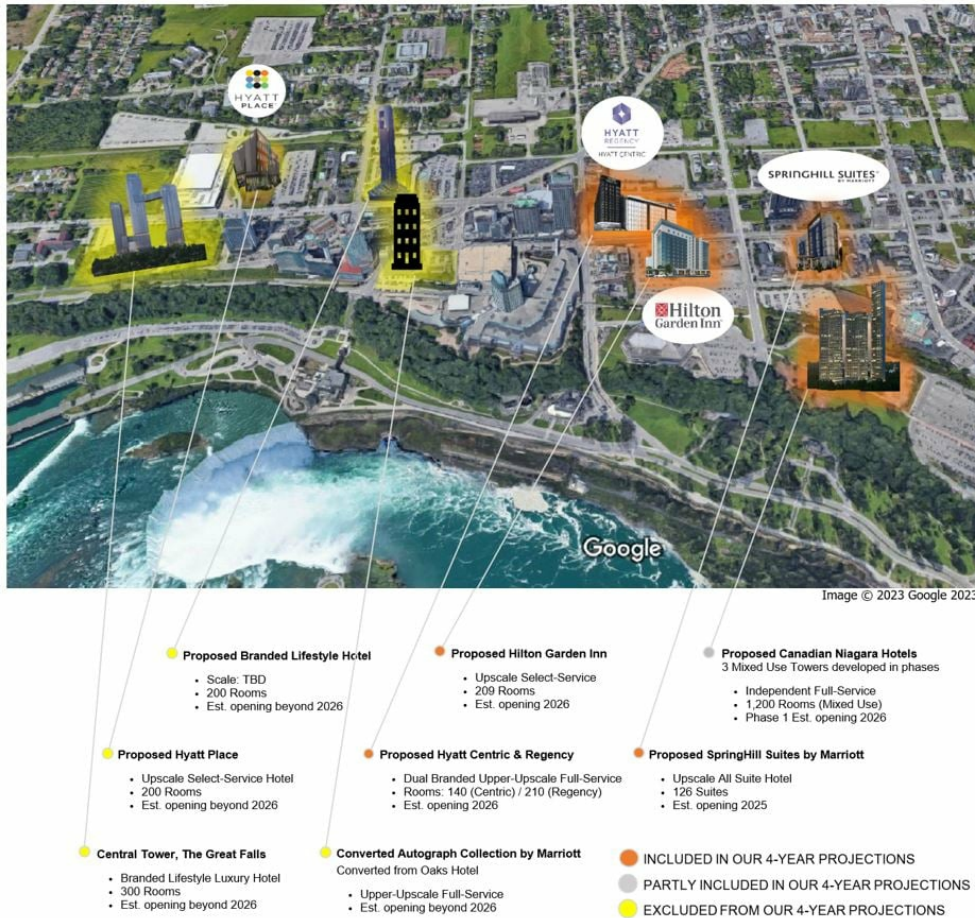 HYATT
PLACE
HYATT
REGENCY
HYATT CENTRIC
SPRINGHILL SUITES
BY MARRIOTT
Hilton
Garden Inn
Google
Image © 2023 Google 2023
Proposed Branded Lifestyle Hotel
• Scale: TBD
• 200 Rooms
• Est. opening beyond 2026
Proposed Hilton Garden Inn
• Upscale Select-Service
• 209 Rooms
• Est. opening 2026
Proposed Canadian Niagara Hotels
3 Mixed Use Towers developed in phases
• Independent Full-Service
• 1,200 Rooms (Mixed Use)
• Phase 1 Est. opening 2026
Proposed Hyatt Place
• Upscale Select-Service Hotel
• 200 Rooms
• Est. opening beyond 2026
Proposed Hyatt Centric & Regency
• Dual Branded Upper-Upscale Full-Service
• Rooms: 140 (Centric) / 210 (Regency)
• Est. opening 2026
Proposed SpringHill Suites by Marriott
• Upscale All Suite Hotel
• 126 Suites
• Est. opening 2025
Central Tower, The Great Falls
• Branded Lifestyle Luxury Hotel
• 300 Rooms
• Est. opening beyond 2026
Converted Autograph Collection by Marriott
Converted from Oaks Hotel
• Upper-Upscale Full-Service
• Est. opening beyond 2026
INCLUDED IN OUR 4-YEAR PROJECTIONS
PARTLY INCLUDED IN OUR 4-YEAR PROJECTIONS
EXCLUDED FROM OUR 4-YEAR PROJECTIONS